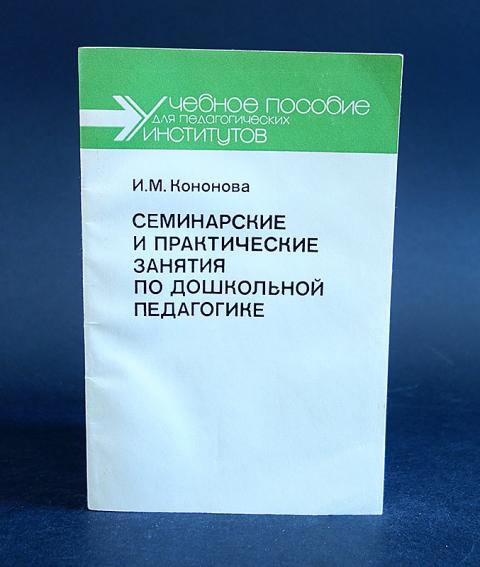 Учебное пособие
для педагогических
институтов
И.М. Кононова
СЕМИНАРСКИЕ
И ПРАКТИЧЕСКИЕ
ЗАНЯТИЯ
ПО ДОШКОЛЬНОЙ
ПЕДАГОГИКЕ